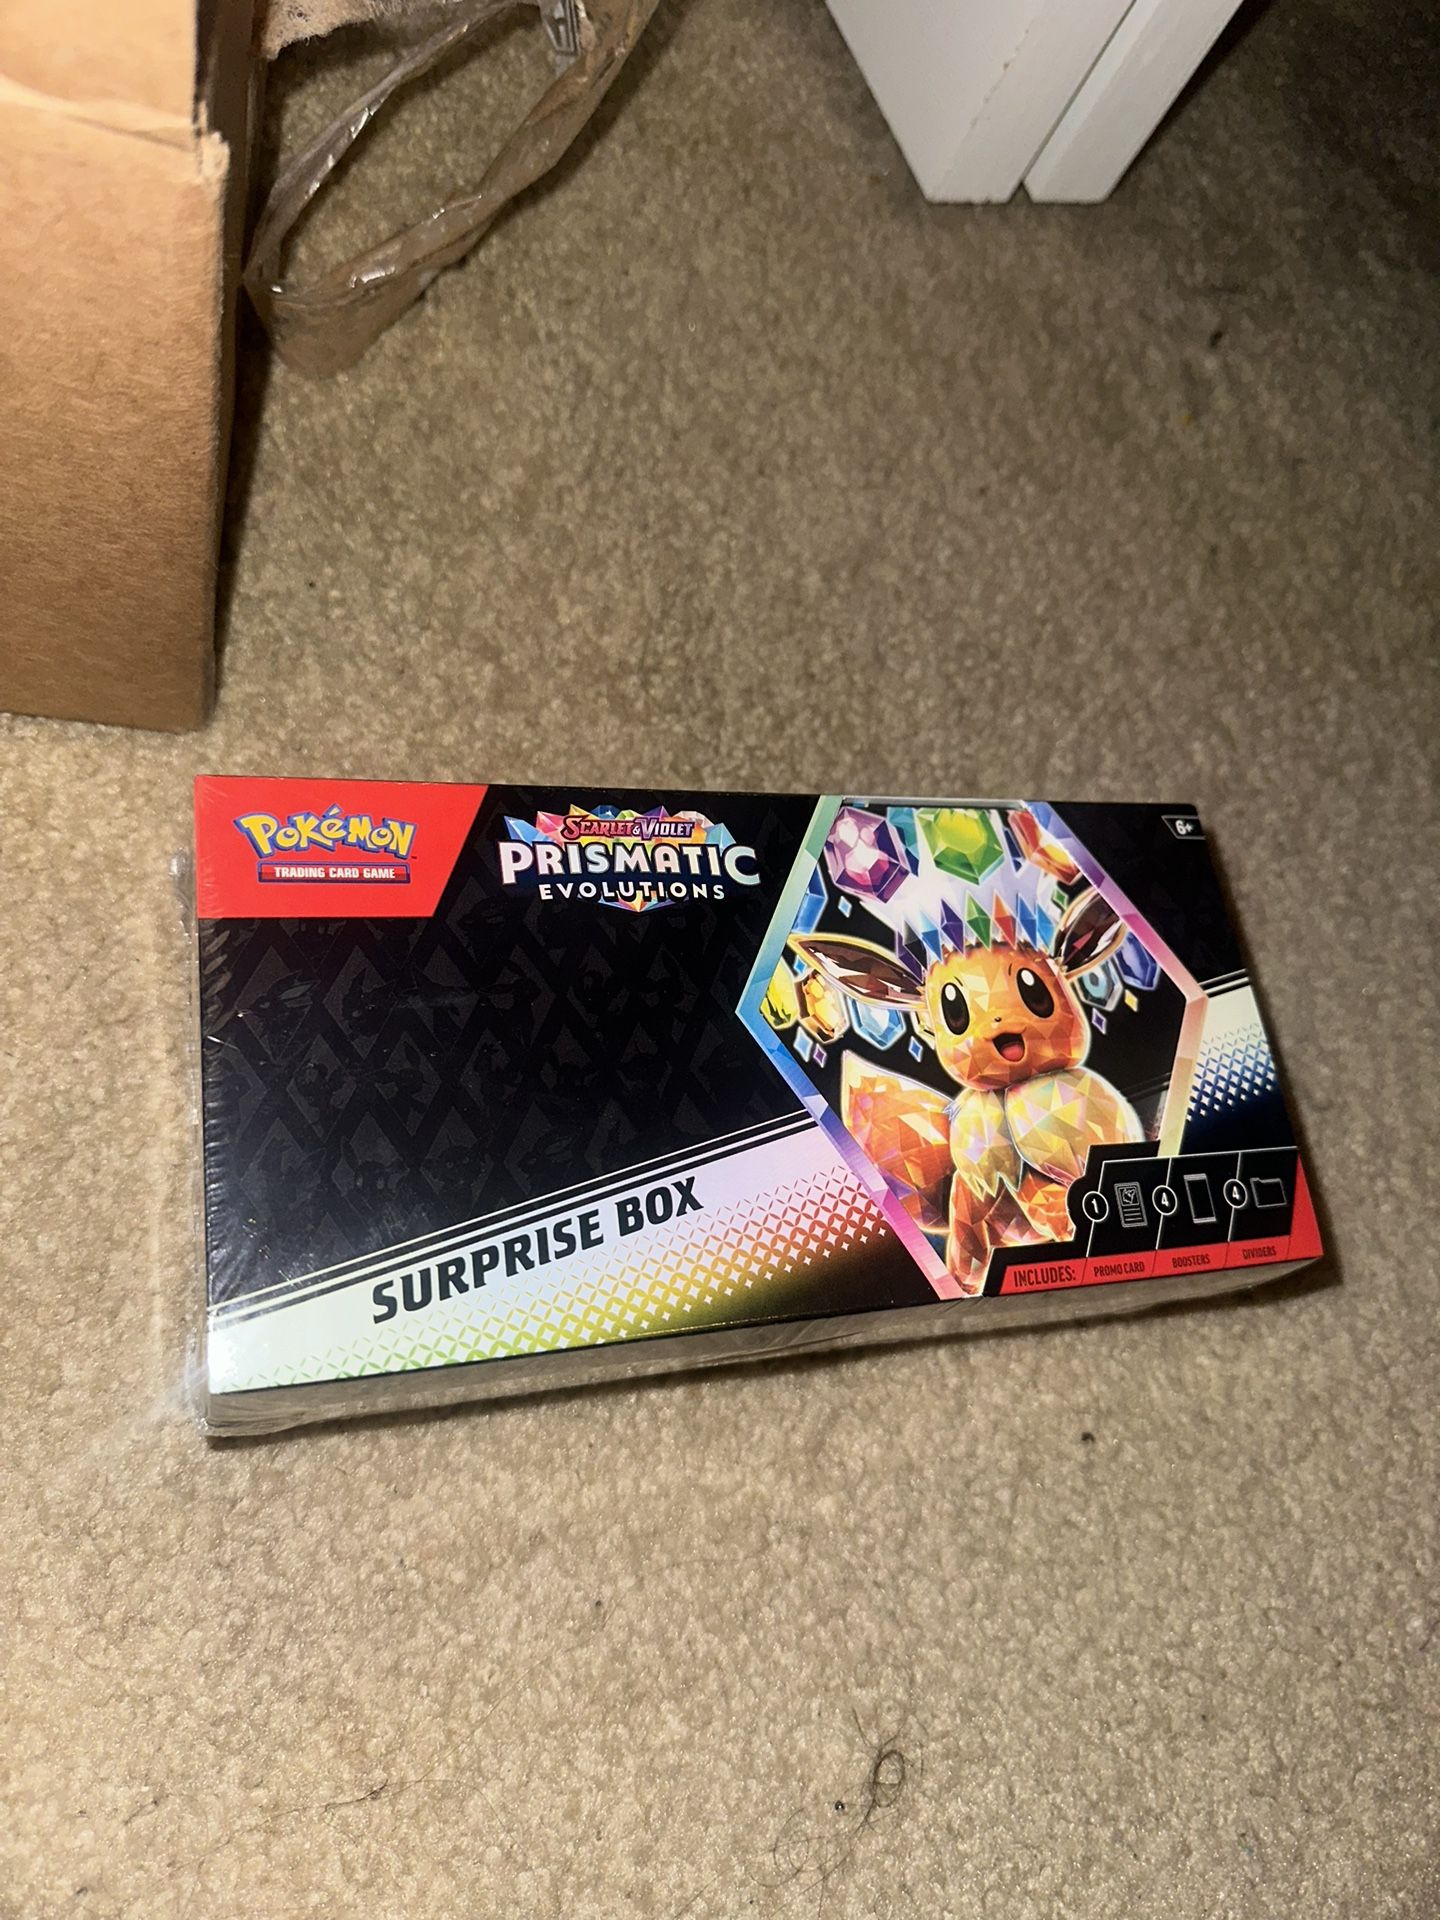 POKéMON
TRADING CARD GAME
SCARLET & VIOLET
PRISMATIC
EVOLUTIONS
6+
SURPRISE BOX
1 4 4
INCLUDES: PROMO CARD BOOSTERS DIVIDERS